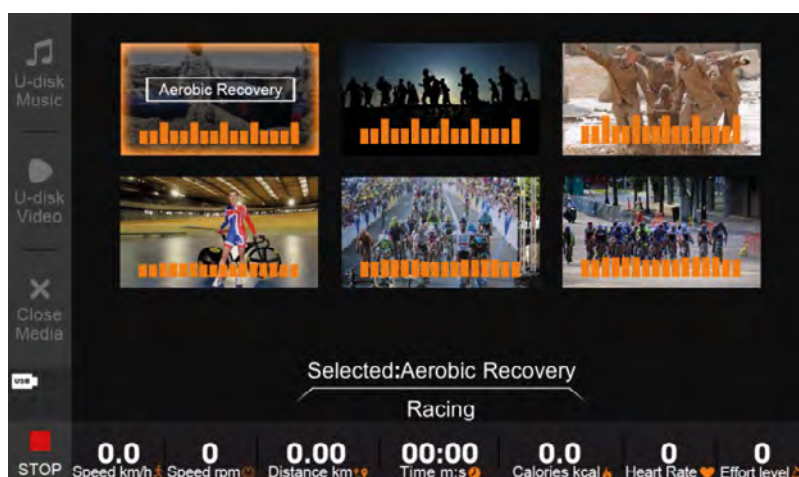 U-disk
Music
Aerobic Recovery
U-disk
Video
Close
Media
USB
Selected:Aerobic Recovery
Racing
STOP
0.0
Speed km/h
0
Speed rpm
0.00
Distance km
00:00
Time m:s
0.0
Calories kcal
0
Heart Rate
0
Effort level